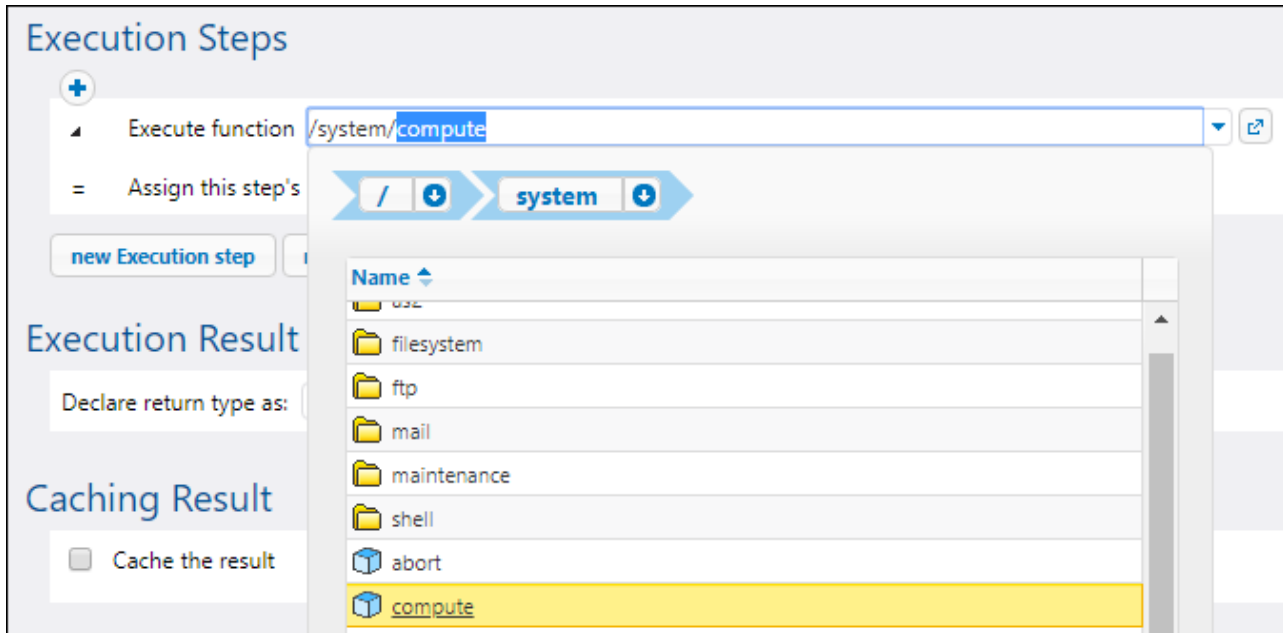 Execution Steps
Execute function /system/compute
= Assign this step's
/ system
new Execution step
Name
Execution Result
filesystem
ftp
Declare return type as:
mail
maintenance
Caching Result
shell
Cache the result
abort
compute